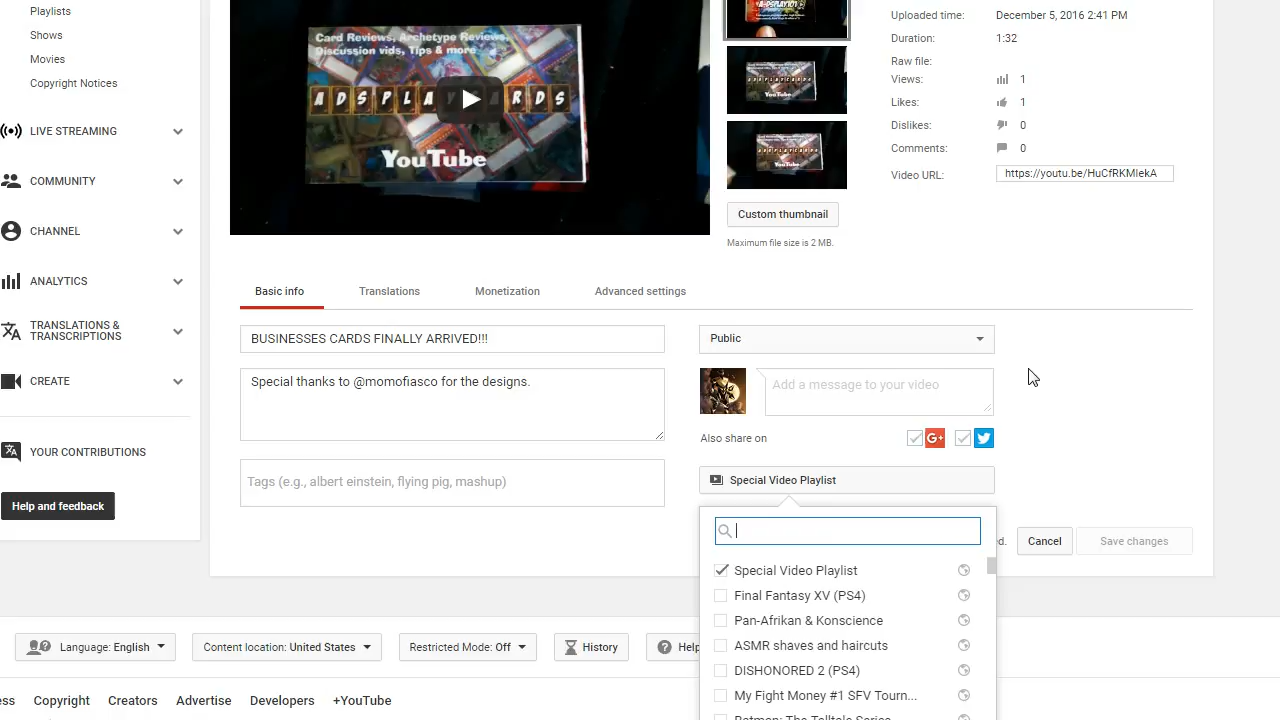 Playlists
Shows
Movies
Copyright Notices
LIVE STREAMING
COMMUNITY
CHANNEL
ANALYTICS
TRANSLATIONS &
TRANSCRIPTIONS
CREATE
YOUR CONTRIBUTIONS
Help and feedback
Card Reviews, Archetype Reviews,
Discussion vids, Tips & more
YouTube
Custom thumbnail
Maximum file size is 2 MB.
Uploaded time: December 5, 2016 2:41 PM
Duration: 1:32
Raw file:
Views: 1
Likes: 1
Dislikes: 0
Comments: 0
Video URL: https://youtu.be/HuCfRKMIekA
Basic info Translations Monetization Advanced settings
BUSINESSES CARDS FINALLY ARRIVED!!!
Special thanks to @momofiasco for the designs.
Tags (e.g., albert einstein, flying pig, mashup)
Public
Add a message to your video
Also share on
Special Video Playlist
Special Video Playlist
Final Fantasy XV (PS4)
Pan-Afrikan & Konscience
ASMR shaves and haircuts
DISHONORED 2 (PS4)
My Fight Money #1 SFV Tourn...
Batman: The Telltale Series
Cancel Save changes
Language: English Content location: United States Restricted Mode: Off History Help
Copyright Creators Advertise Developers +YouTube